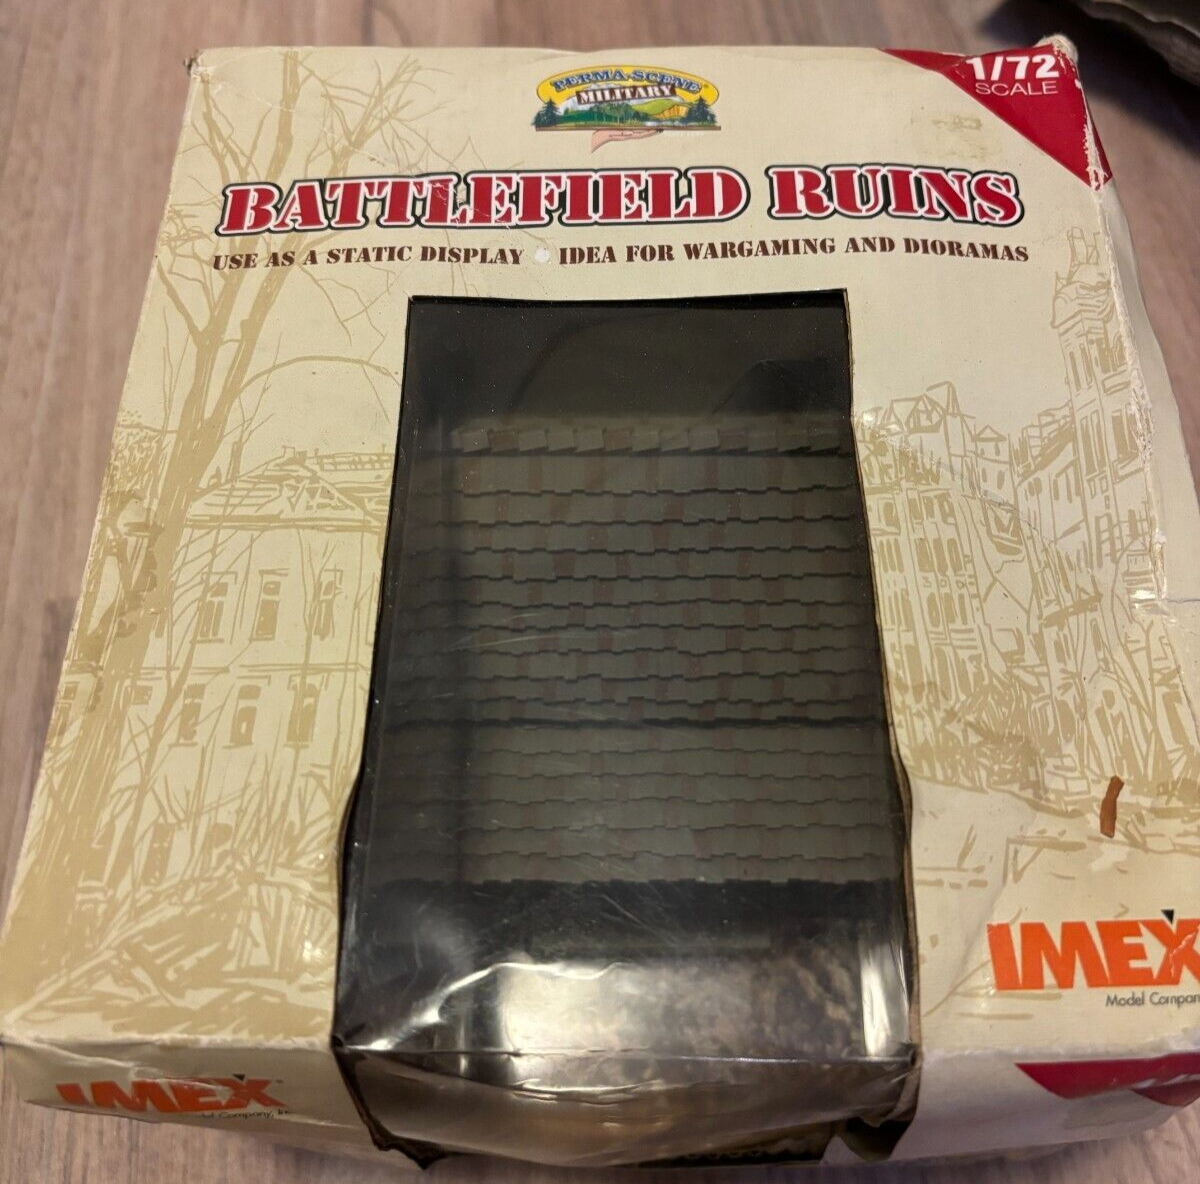 PERMA-SCENE
MILITARY
1/72
SCALE
BATTLEFIELD RUINS
USE AS A STATIC DISPLAY • IDEA FOR WARGAMING AND DIORAMAS
IMEX
Model
IMEX
Company,